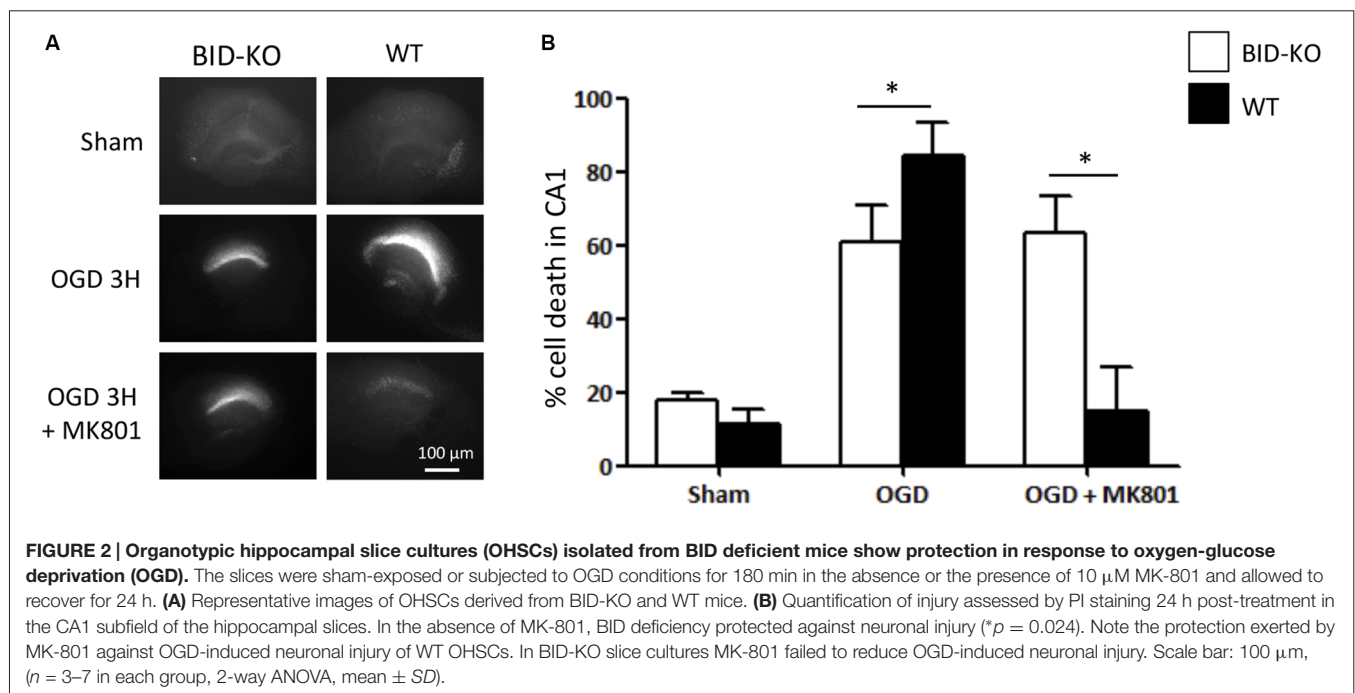 A
BID-KO
WT
Sham
OGD 3H
OGD 3H
+ MK801
100 μm
B
BID-KO
WT
% cell death in CA1
100
80
60
40
20
0
*
*
Sham
OGD
OGD + MK801
FIGURE 2 | Organotypic hippocampal slice cultures (OHSCs) isolated from BID deficient mice show protection in response to oxygen-glucose
deprivation (OGD). The slices were sham-exposed or subjected to OGD conditions for 180 min in the absence or the presence of 10 μM MK-801 and allowed to
recover for 24 h. (A) Representative images of OHSCs derived from BID-KO and WT mice. (B) Quantification of injury assessed by PI staining 24 h post-treatment in
the CA1 subfield of the hippocampal slices. In the absence of MK-801, BID deficiency protected against neuronal injury (*p = 0.024). Note the protection exerted by
MK-801 against OGD-induced neuronal injury of WT OHSCs. In BID-KO slice cultures MK-801 failed to reduce OGD-induced neuronal injury. Scale bar: 100 μm,
(n = 3–7 in each group, 2-way ANOVA, mean ± SD).